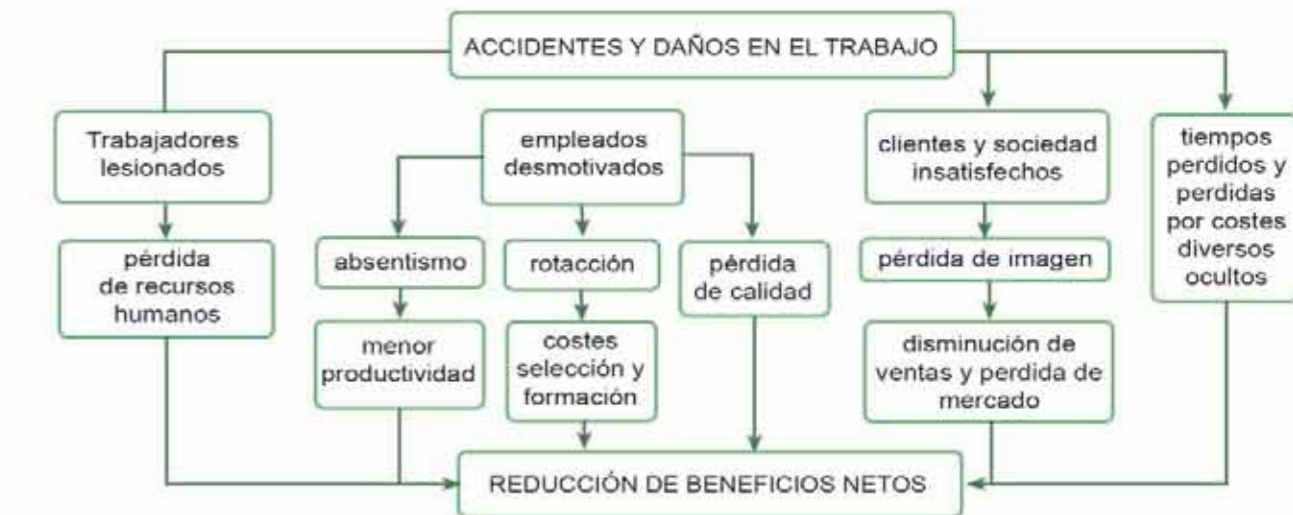 ACCIDENTES Y DAÑOS EN EL TRABAJO
Trabajadores
lesionados
pérdida
de recursos
humanos
empleados
desmotivados
absentismo
menor
productividad
rotacción
costes
selección y
formación
pérdida
de calidad
clientes y sociedad
insatisfechos
pérdida de imagen
disminución de
ventas y perdida de
mercado
tiempos
perdidos y
perdidas
por costes
diversos
ocultos
REDUCCIÓN DE BENEFICIOS NETOS